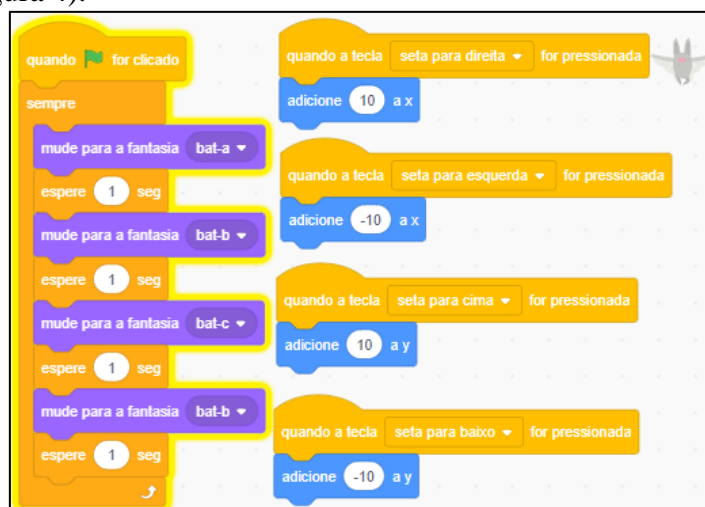 quando for clicado
sempre
mude para a fantasia bat-a
espere 1 seg
mude para a fantasia bat-b
espere 1 seg
mude para a fantasia bat-c
espere 1 seg
mude para a fantasia bat-b
espere 1 seg
quando a tecla seta para direita for pressionada
adicione 10 a x
quando a tecla seta para esquerda for pressionada
adicione -10 a x
quando a tecla seta para cima for pressionada
adicione 10 a y
quando a tecla seta para baixo for pressionada
adicione -10 a y